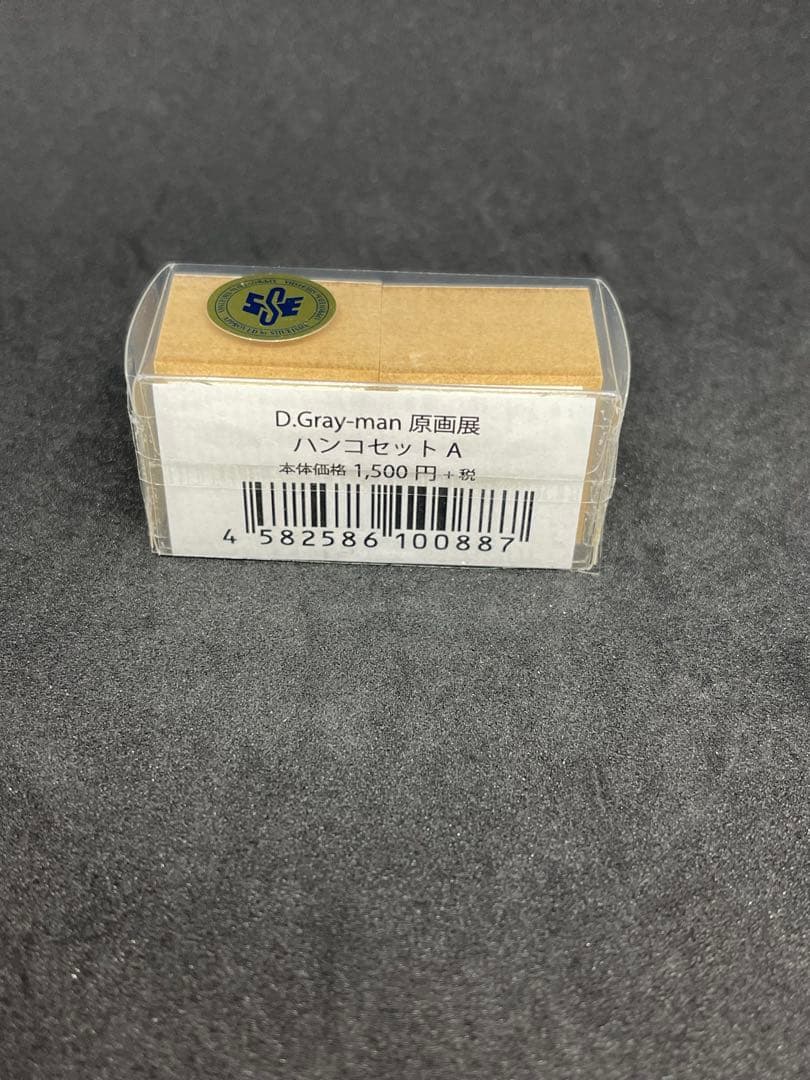 SSE
D.Gray-man 原画展
ハンコセット A
本体価格 1,500 円 + 税
4 582586 100887